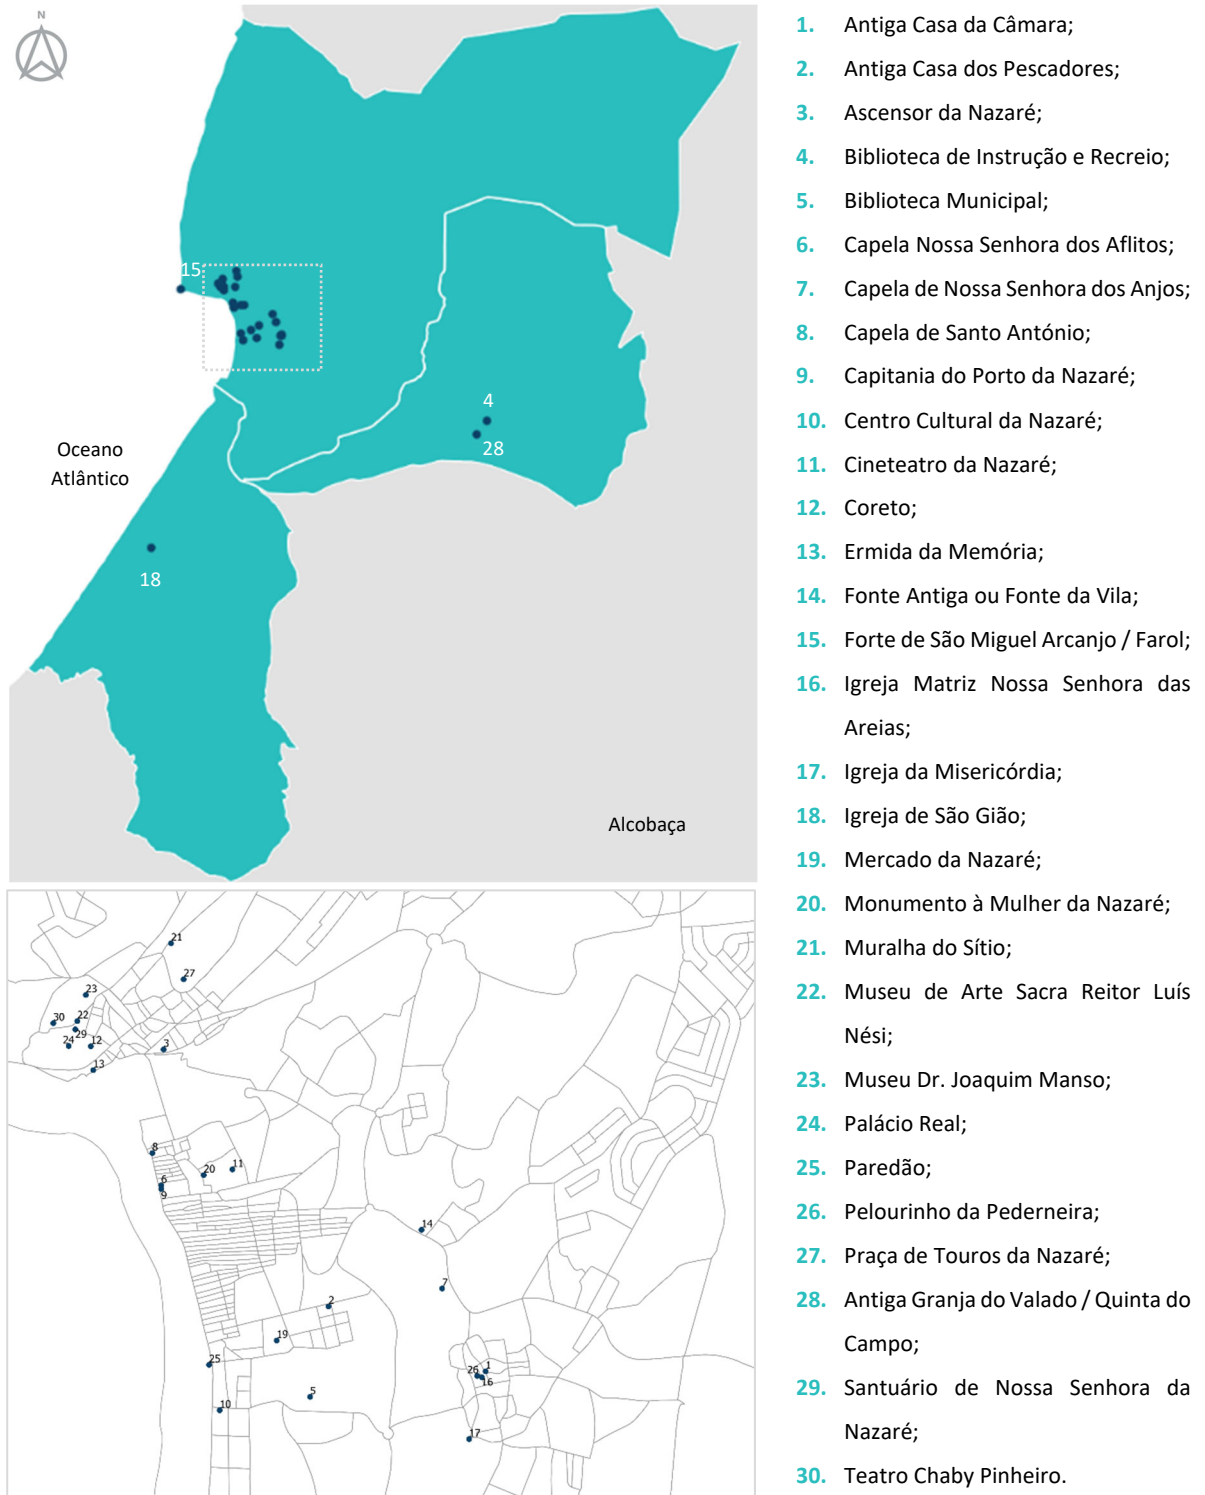 N
15
4
28
Oceano
Atlântico
18
Alcobaça
21
27
23
30
22
29
24
12
3
13
8
20
11
6
9
14
7
2
19
25
1
26
16
5
10
17
1. Antiga Casa da Câmara;
2. Antiga Casa dos Pescadores;
3. Ascensor da Nazaré;
4. Biblioteca de Instrução e Recreio;
5. Biblioteca Municipal;
6. Capela Nossa Senhora dos Aflitos;
7. Capela de Nossa Senhora dos Anjos;
8. Capela de Santo António;
9. Capitania do Porto da Nazaré;
10. Centro Cultural da Nazaré;
11. Cineteatro da Nazaré;
12. Coreto;
13. Ermida da Memória;
14. Fonte Antiga ou Fonte da Vila;
15. Forte de São Miguel Arcanjo / Farol;
16. Igreja Matriz Nossa Senhora das
Areias;
17. Igreja da Misericórdia;
18. Igreja de São Gião;
19. Mercado da Nazaré;
20. Monumento à Mulher da Nazaré;
21. Muralha do Sítio;
22. Museu de Arte Sacra Reitor Luís
Nési;
23. Museu Dr. Joaquim Manso;
24. Palácio Real;
25. Paredão;
26. Pelourinho da Pederneira;
27. Praça de Touros da Nazaré;
28. Antiga Granja do Valado / Quinta do
Campo;
29. Santuário de Nossa Senhora da
Nazaré;
30. Teatro Chaby Pinheiro.